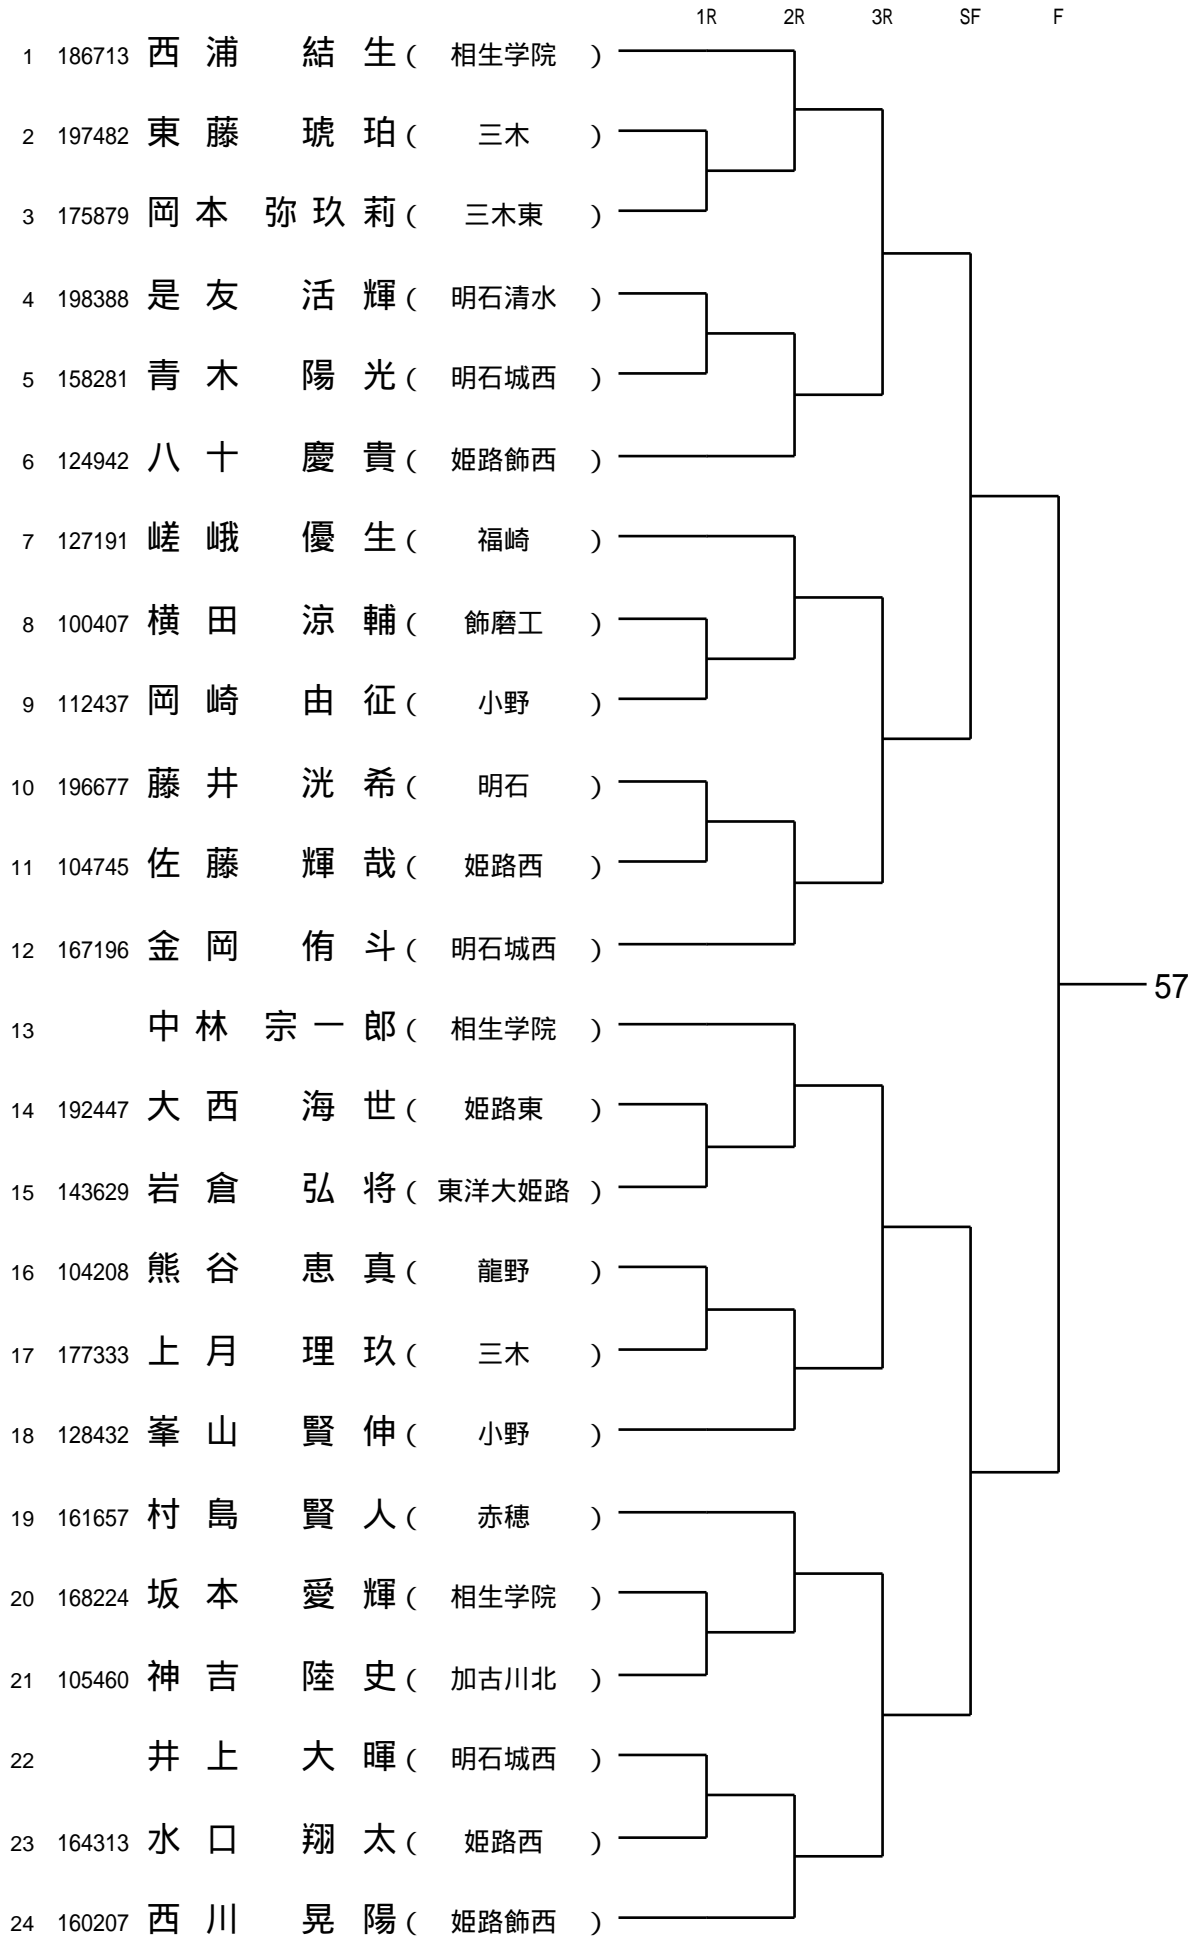 1R 2R 3R SF F
1 186713 西浦 結生 ( 相生学院 )
2 197482 東藤 琥珀 ( 三木 )
3 175879 岡本 弥玖莉 ( 三木東 )
4 198388 是友 活輝 ( 明石清水 )
5 158281 青木 陽光 ( 明石城西 )
6 124942 八十 慶貴 ( 姫路飾西 )
7 127191 嵯峨 優生 ( 福崎 )
8 100407 横田 涼輔 ( 飾磨工 )
9 112437 岡崎 由征 ( 小野 )
10 196677 藤井 洸希 ( 明石 )
11 104745 佐藤 輝哉 ( 姫路西 )
12 167196 金岡 侑斗 ( 明石城西 )
57
13 中林 宗一郎 ( 相生学院 )
14 192447 大西 海世 ( 姫路東 )
15 143629 岩倉 弘将 ( 東洋大姫路 )
16 104208 熊谷 恵真 ( 龍野 )
17 177333 上月 理玖 ( 三木 )
18 128432 峯山 賢伸 ( 小野 )
19 161657 村島 賢人 ( 赤穂 )
20 168224 坂本 愛輝 ( 相生学院 )
21 105460 神吉 陸史 ( 加古川北 )
22 井上 大暉 ( 明石城西 )
23 164313 水口 翔太 ( 姫路西 )
24 160207 西川 晃陽 ( 姫路飾西 )